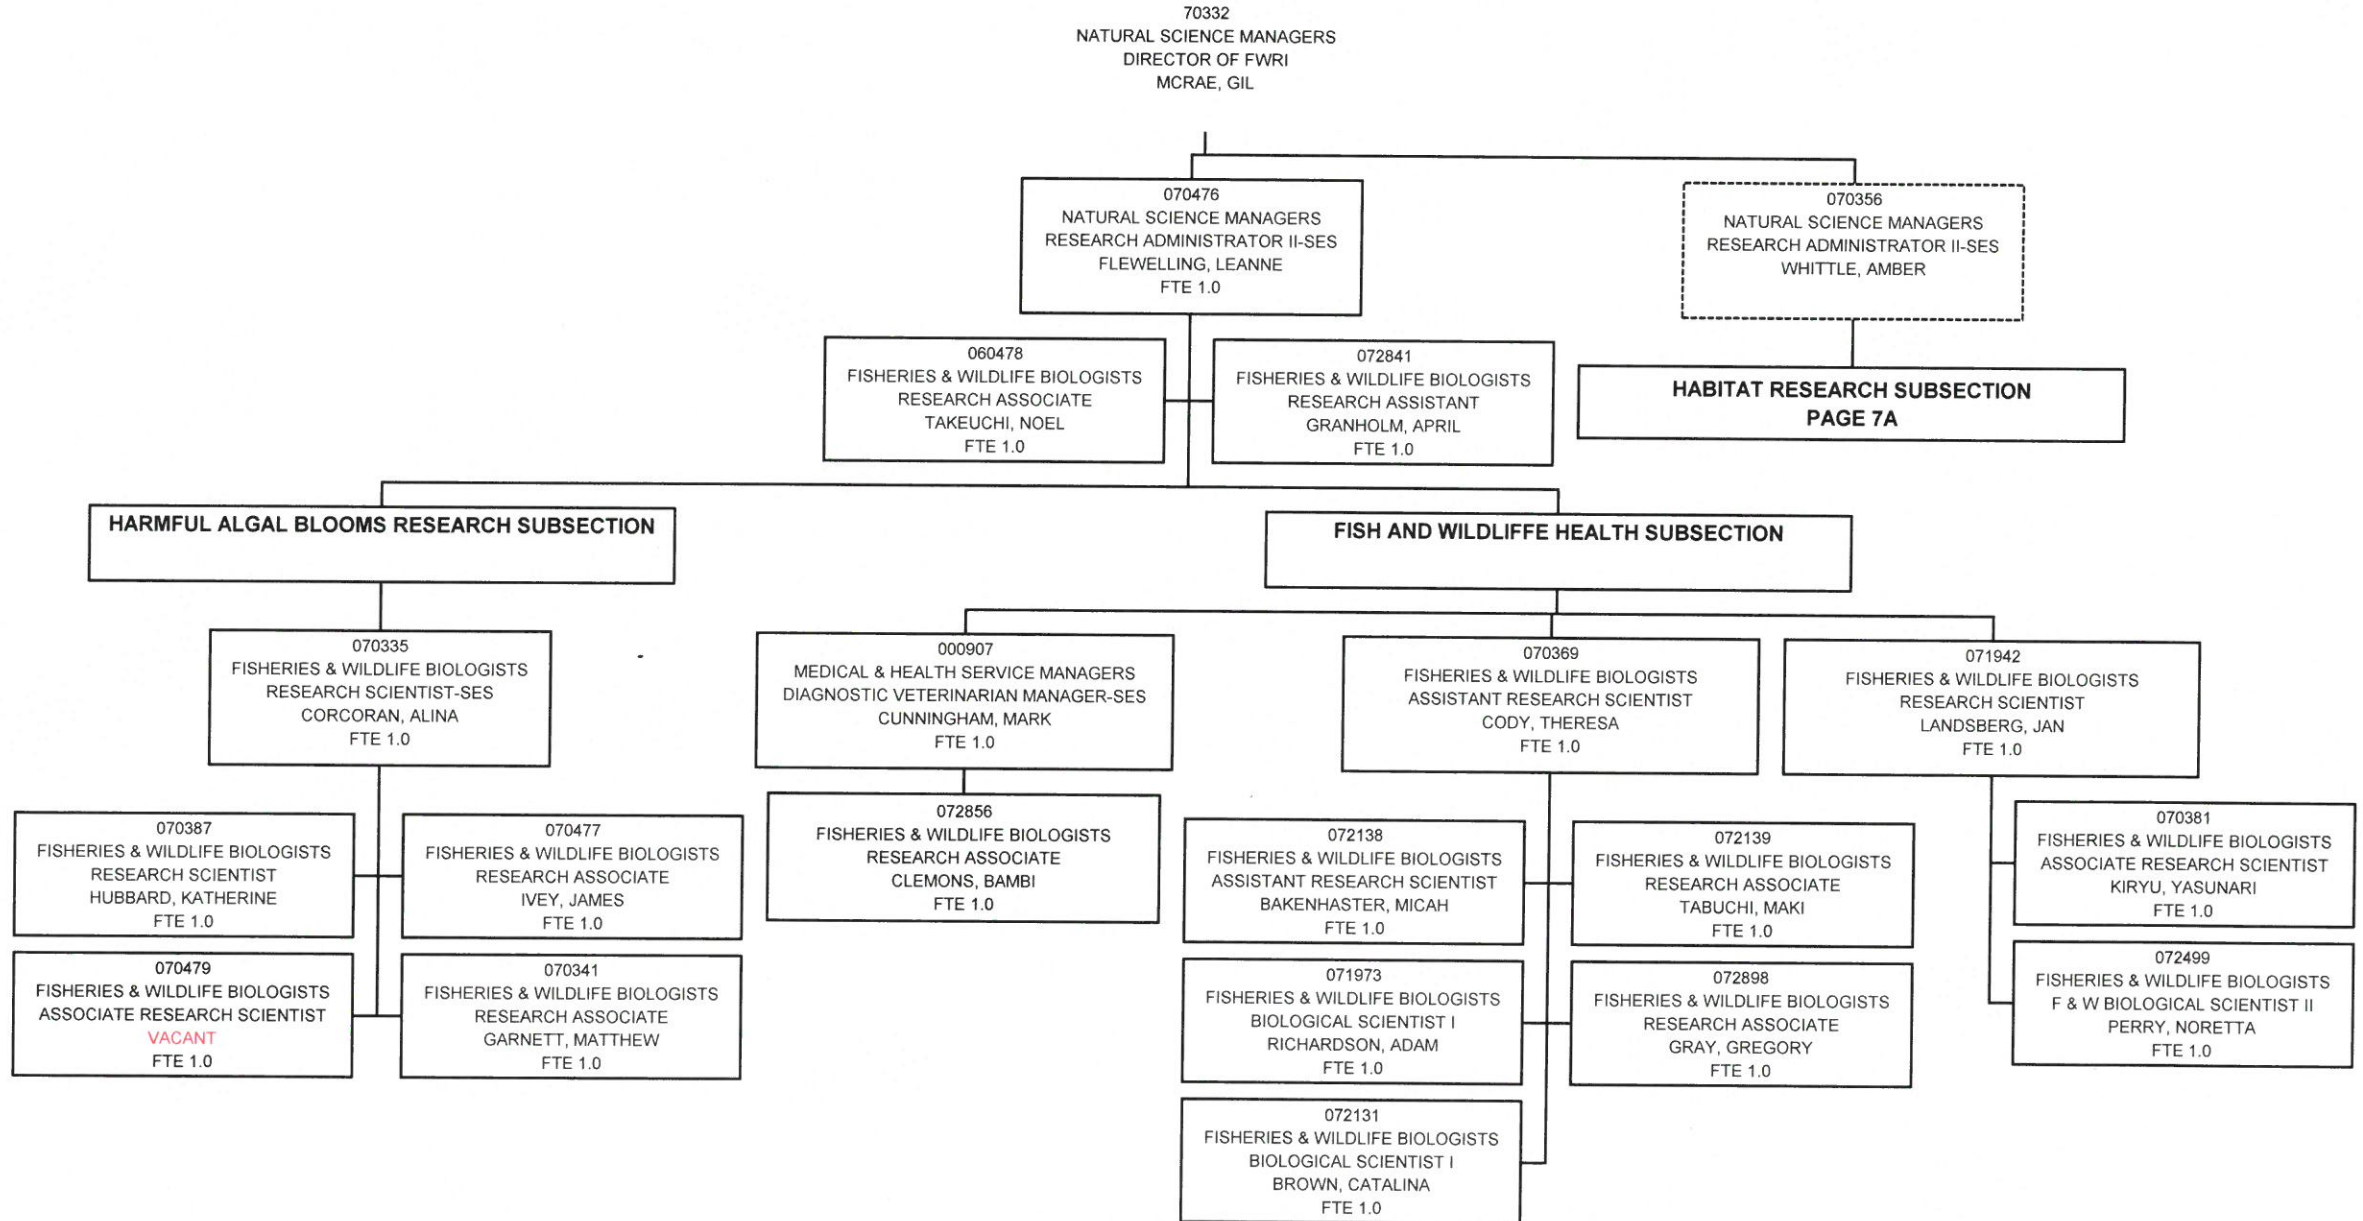 70332
NATURAL SCIENCE MANAGERS
DIRECTOR OF FWRI
MCRAE, GIL
070476
NATURAL SCIENCE MANAGERS
RESEARCH ADMINISTRATOR II-SES
FLEWELLING, LEANNE
FTE 1.0
070356
NATURAL SCIENCE MANAGERS
RESEARCH ADMINISTRATOR II-SES
WHITTLE, AMBER
060478
FISHERIES & WILDLIFE BIOLOGISTS
RESEARCH ASSOCIATE
TAKEUCHI, NOEL
FTE 1.0
072841
FISHERIES & WILDLIFE BIOLOGISTS
RESEARCH ASSISTANT
GRANHOLM, APRIL
FTE 1.0
HABITAT RESEARCH SUBSECTION
PAGE 7A
HARMFUL ALGAL BLOOMS RESEARCH SUBSECTION
FISH AND WILDLIFFE HEALTH SUBSECTION
070335
FISHERIES & WILDLIFE BIOLOGISTS
RESEARCH SCIENTIST-SES
CORCORAN, ALINA
FTE 1.0
000907
MEDICAL & HEALTH SERVICE MANAGERS
DIAGNOSTIC VETERINARIAN MANAGER-SES
CUNNINGHAM, MARK
FTE 1.0
070369
FISHERIES & WILDLIFE BIOLOGISTS
ASSISTANT RESEARCH SCIENTIST
CODY, THERESA
FTE 1.0
071942
FISHERIES & WILDLIFE BIOLOGISTS
RESEARCH SCIENTIST
LANDSBERG, JAN
FTE 1.0
070387
FISHERIES & WILDLIFE BIOLOGISTS
RESEARCH SCIENTIST
HUBBARD, KATHERINE
FTE 1.0
070477
FISHERIES & WILDLIFE BIOLOGISTS
RESEARCH ASSOCIATE
IVEY, JAMES
FTE 1.0
072856
FISHERIES & WILDLIFE BIOLOGISTS
RESEARCH ASSOCIATE
CLEMONS, BAMBI
FTE 1.0
072138
FISHERIES & WILDLIFE BIOLOGISTS
ASSISTANT RESEARCH SCIENTIST
BAKENHASTER, MICAH
FTE 1.0
072139
FISHERIES & WILDLIFE BIOLOGISTS
RESEARCH ASSOCIATE
TABUCHI, MAKI
FTE 1.0
070381
FISHERIES & WILDLIFE BIOLOGISTS
ASSOCIATE RESEARCH SCIENTIST
KIRYU, YASUNARI
FTE 1.0
070479
FISHERIES & WILDLIFE BIOLOGISTS
ASSOCIATE RESEARCH SCIENTIST
VACANT
FTE 1.0
070341
FISHERIES & WILDLIFE BIOLOGISTS
RESEARCH ASSOCIATE
GARNETT, MATTHEW
FTE 1.0
071973
FISHERIES & WILDLIFE BIOLOGISTS
BIOLOGICAL SCIENTIST I
RICHARDSON, ADAM
FTE 1.0
072898
FISHERIES & WILDLIFE BIOLOGISTS
RESEARCH ASSOCIATE
GRAY, GREGORY
FTE 1.0
072499
FISHERIES & WILDLIFE BIOLOGISTS
F & W BIOLOGICAL SCIENTIST II
PERRY, NORETTA
FTE 1.0
072131
FISHERIES & WILDLIFE BIOLOGISTS
BIOLOGICAL SCIENTIST I
BROWN, CATALINA
FTE 1.0